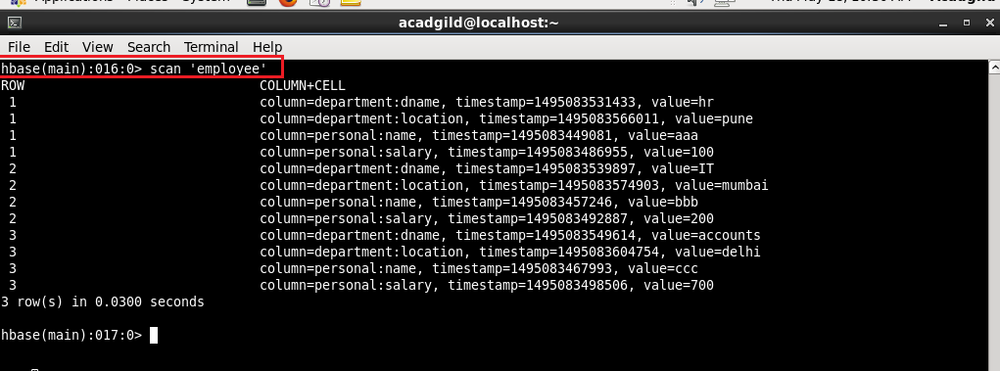 acadgild@localhost:~
File Edit View Search Terminal Help
hbase(main):016:0> scan 'employee'
ROW COLUMN+CELL
1 column=department:dname, timestamp=1495083531433, value=hr
1 column=department:location, timestamp=1495083566011, value=pune
1 column=personal:name, timestamp=1495083449081, value=aaa
1 column=personal:salary, timestamp=1495083486955, value=100
2 column=department:dname, timestamp=1495083539897, value=IT
2 column=department:location, timestamp=1495083574903, value=mumbai
2 column=personal:name, timestamp=1495083457246, value=bbb
2 column=personal:salary, timestamp=1495083492887, value=200
3 column=department:dname, timestamp=1495083549614, value=accounts
3 column=department:location, timestamp=1495083604754, value=delhi
3 column=personal:name, timestamp=1495083467993, value=ccc
3 column=personal:salary, timestamp=1495083498506, value=700
3 row(s) in 0.0300 seconds
hbase(main):017:0>